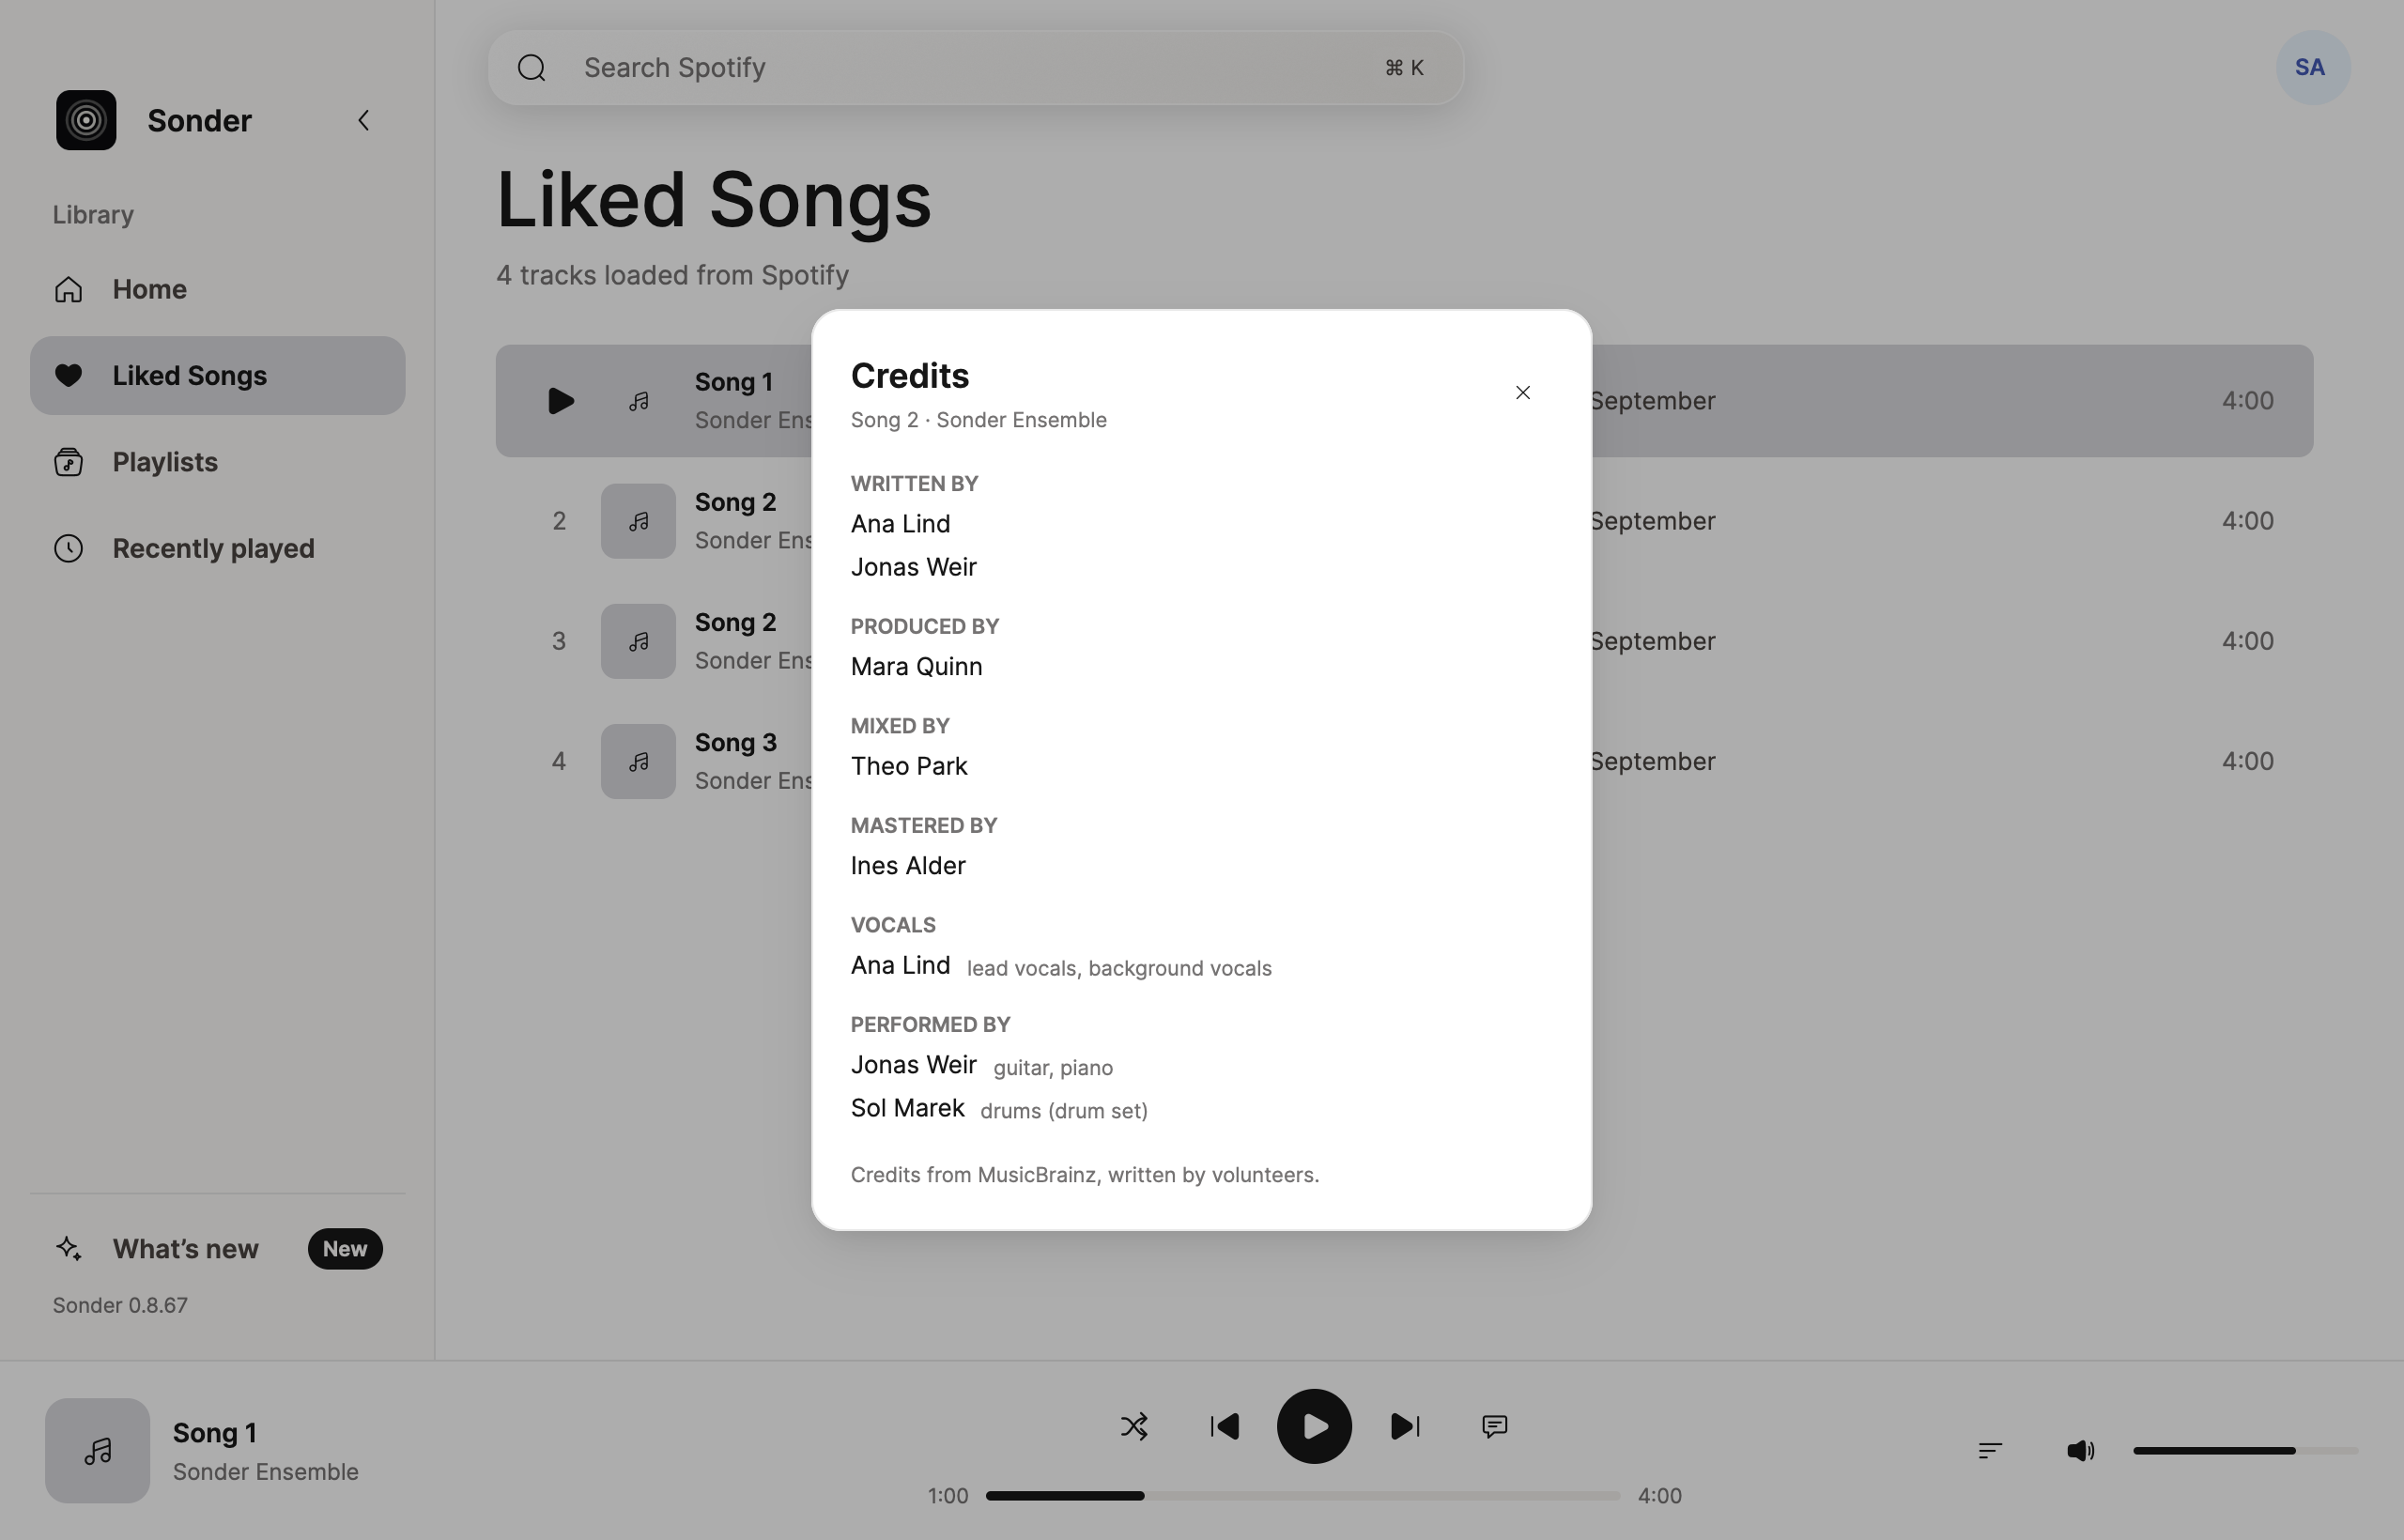 Search Spotify
⌘ K
SA
Sonder
Library
Home
Liked Songs
Playlists
Recently played
What's new
New
Sonder 0.8.67
Liked Songs
4 tracks loaded from Spotify
Song 1
Sonder Ens
September
4:00
2
Song 2
Sonder Ens
September
4:00
3
Song 2
Sonder Ens
September
4:00
4
Song 3
Sonder Ens
September
4:00
Credits
Song 2 · Sonder Ensemble
WRITTEN BY
Ana Lind
Jonas Weir
PRODUCED BY
Mara Quinn
MIXED BY
Theo Park
MASTERED BY
Ines Alder
VOCALS
Ana Lind lead vocals, background vocals
PERFORMED BY
Jonas Weir guitar, piano
Sol Marek drums (drum set)
Credits from MusicBrainz, written by volunteers.
Song 1
Sonder Ensemble
1:00
4:00